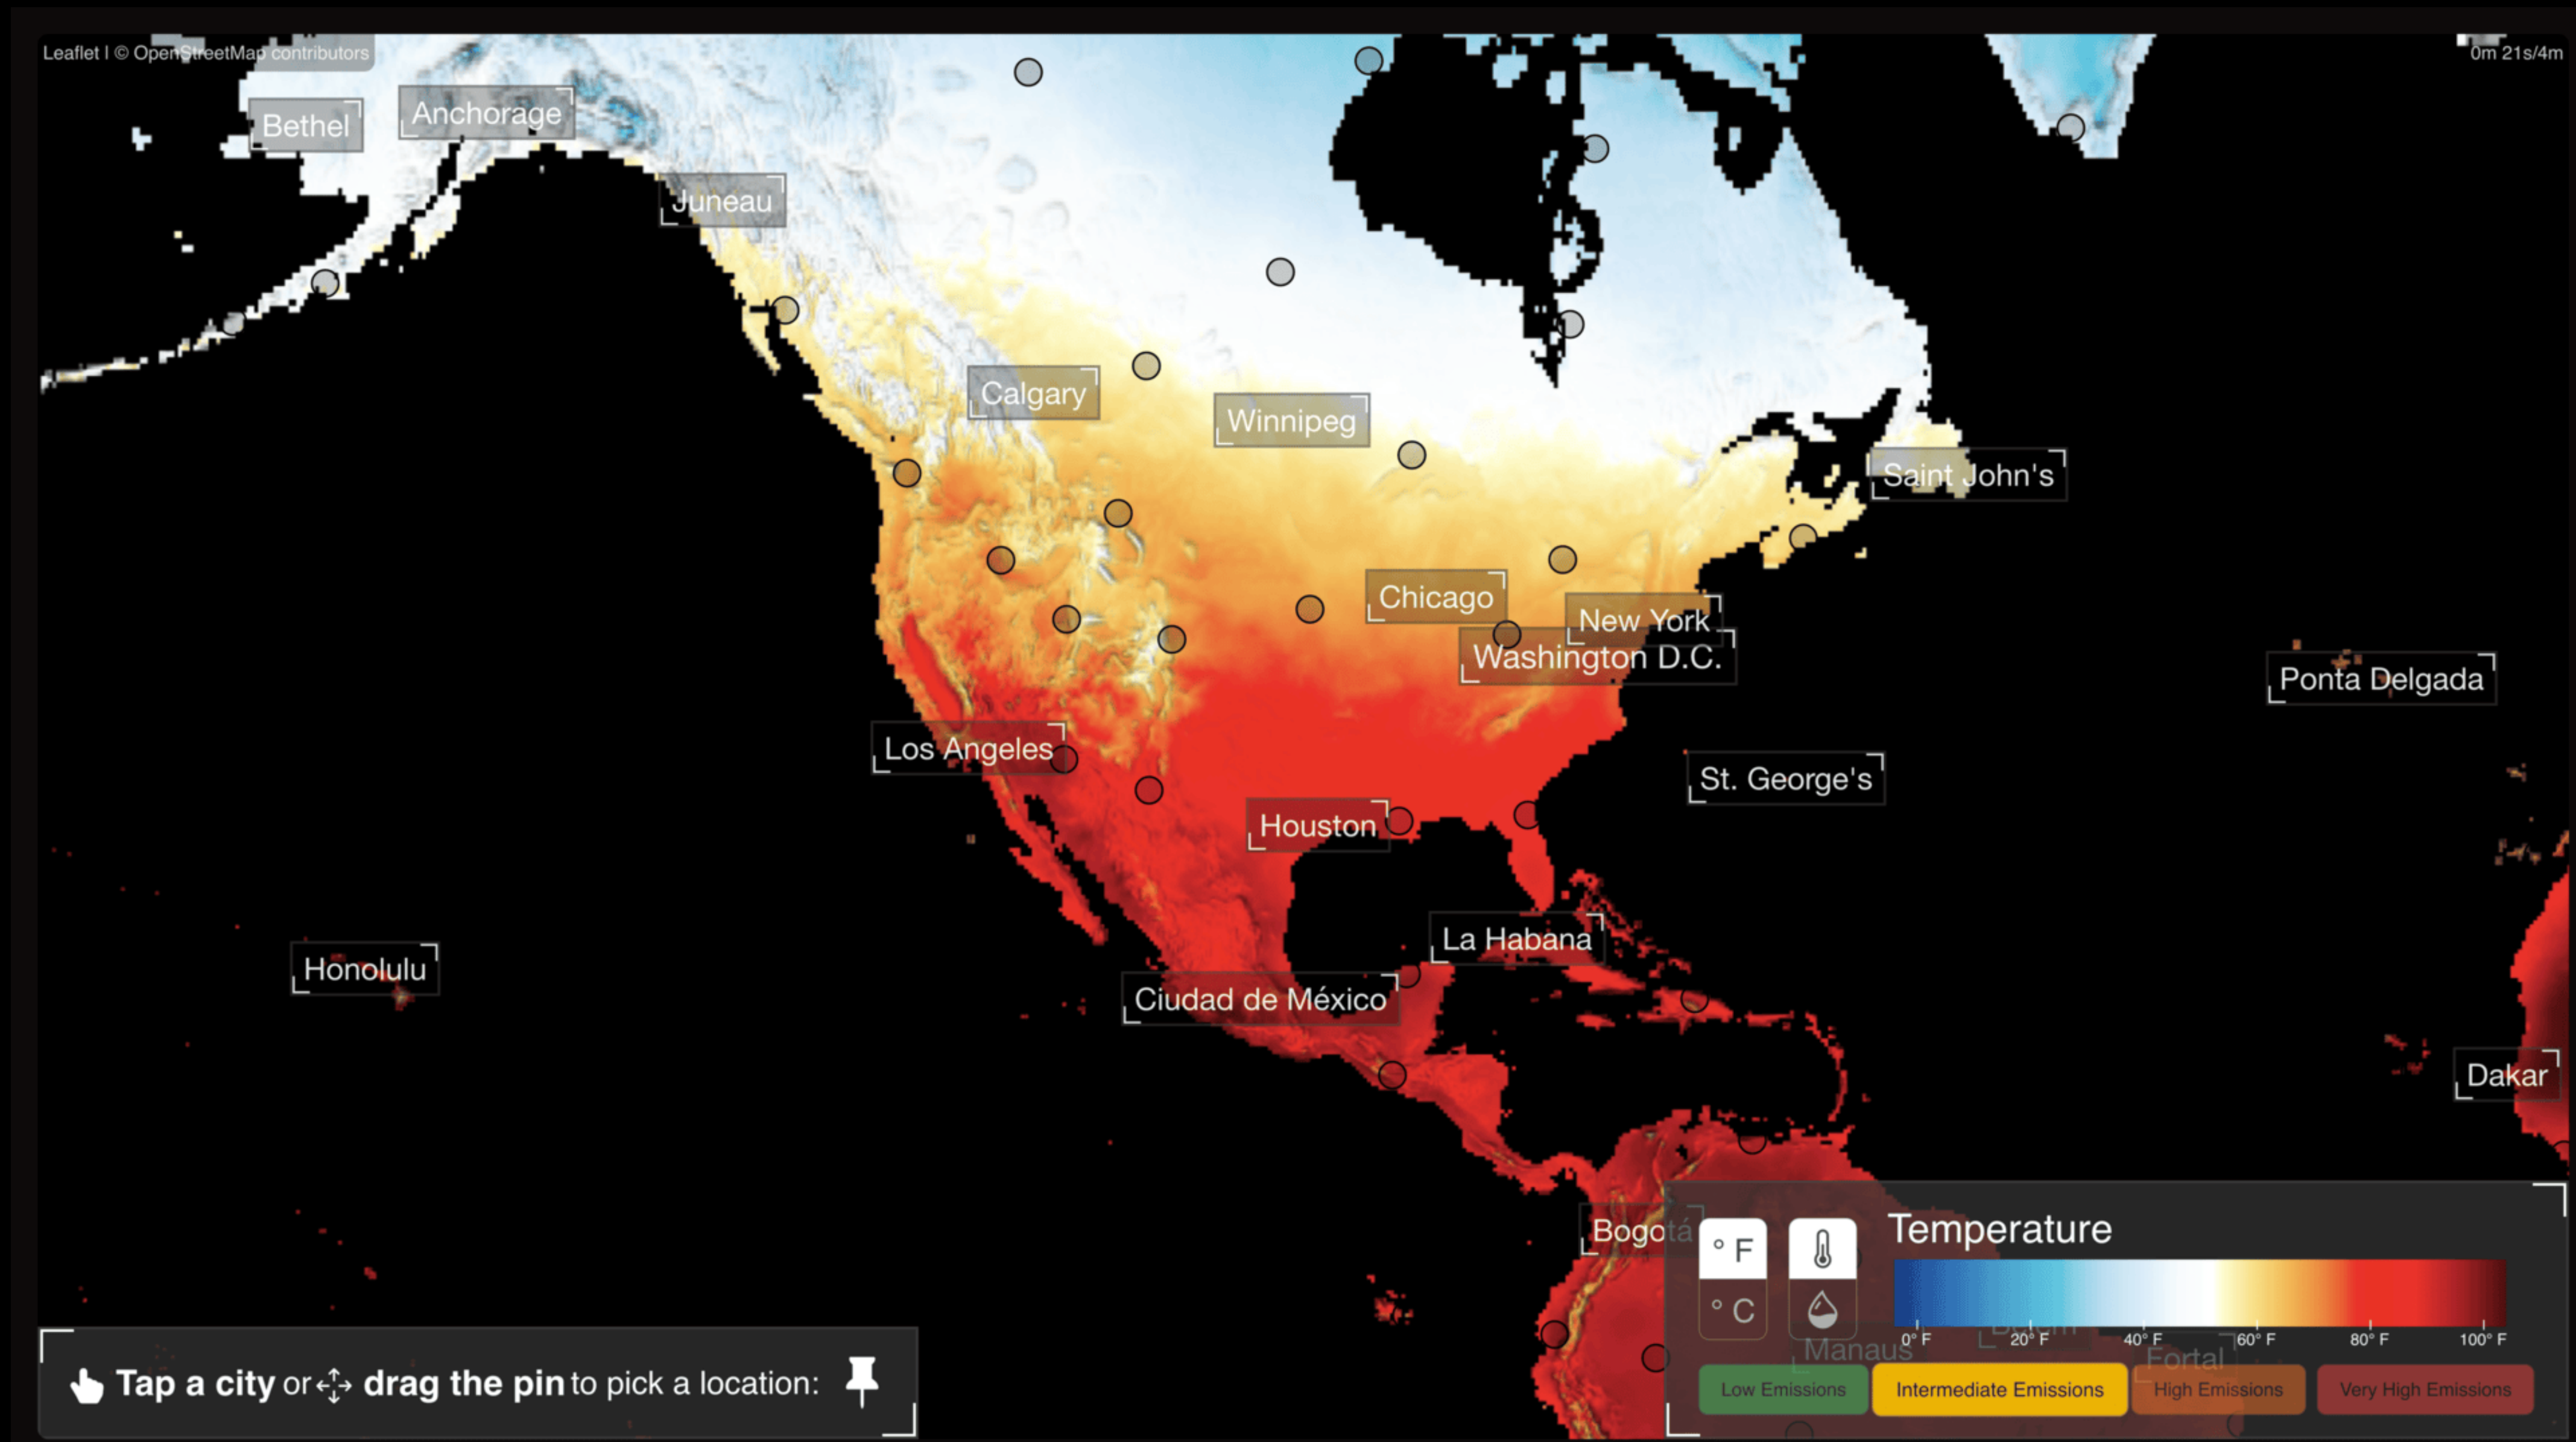 Leaflet | © OpenStreetMap contributors
0m 21s/4m
Bethel
Anchorage
Juneau
Calgary
Winnipeg
Saint John's
Chicago
New York
Washington D.C.
Ponta Delgada
Los Angeles
St. George's
Houston
La Habana
Honolulu
Ciudad de México
Dakar
Bogotá
Temperature
° F
° C
0° F 20° F 40° F 60° F 80° F 100° F
Belém
Manaus
Fortal
Low Emissions
Intermediate Emissions
High Emissions
Very High Emissions
Tap a city or drag the pin to pick a location: